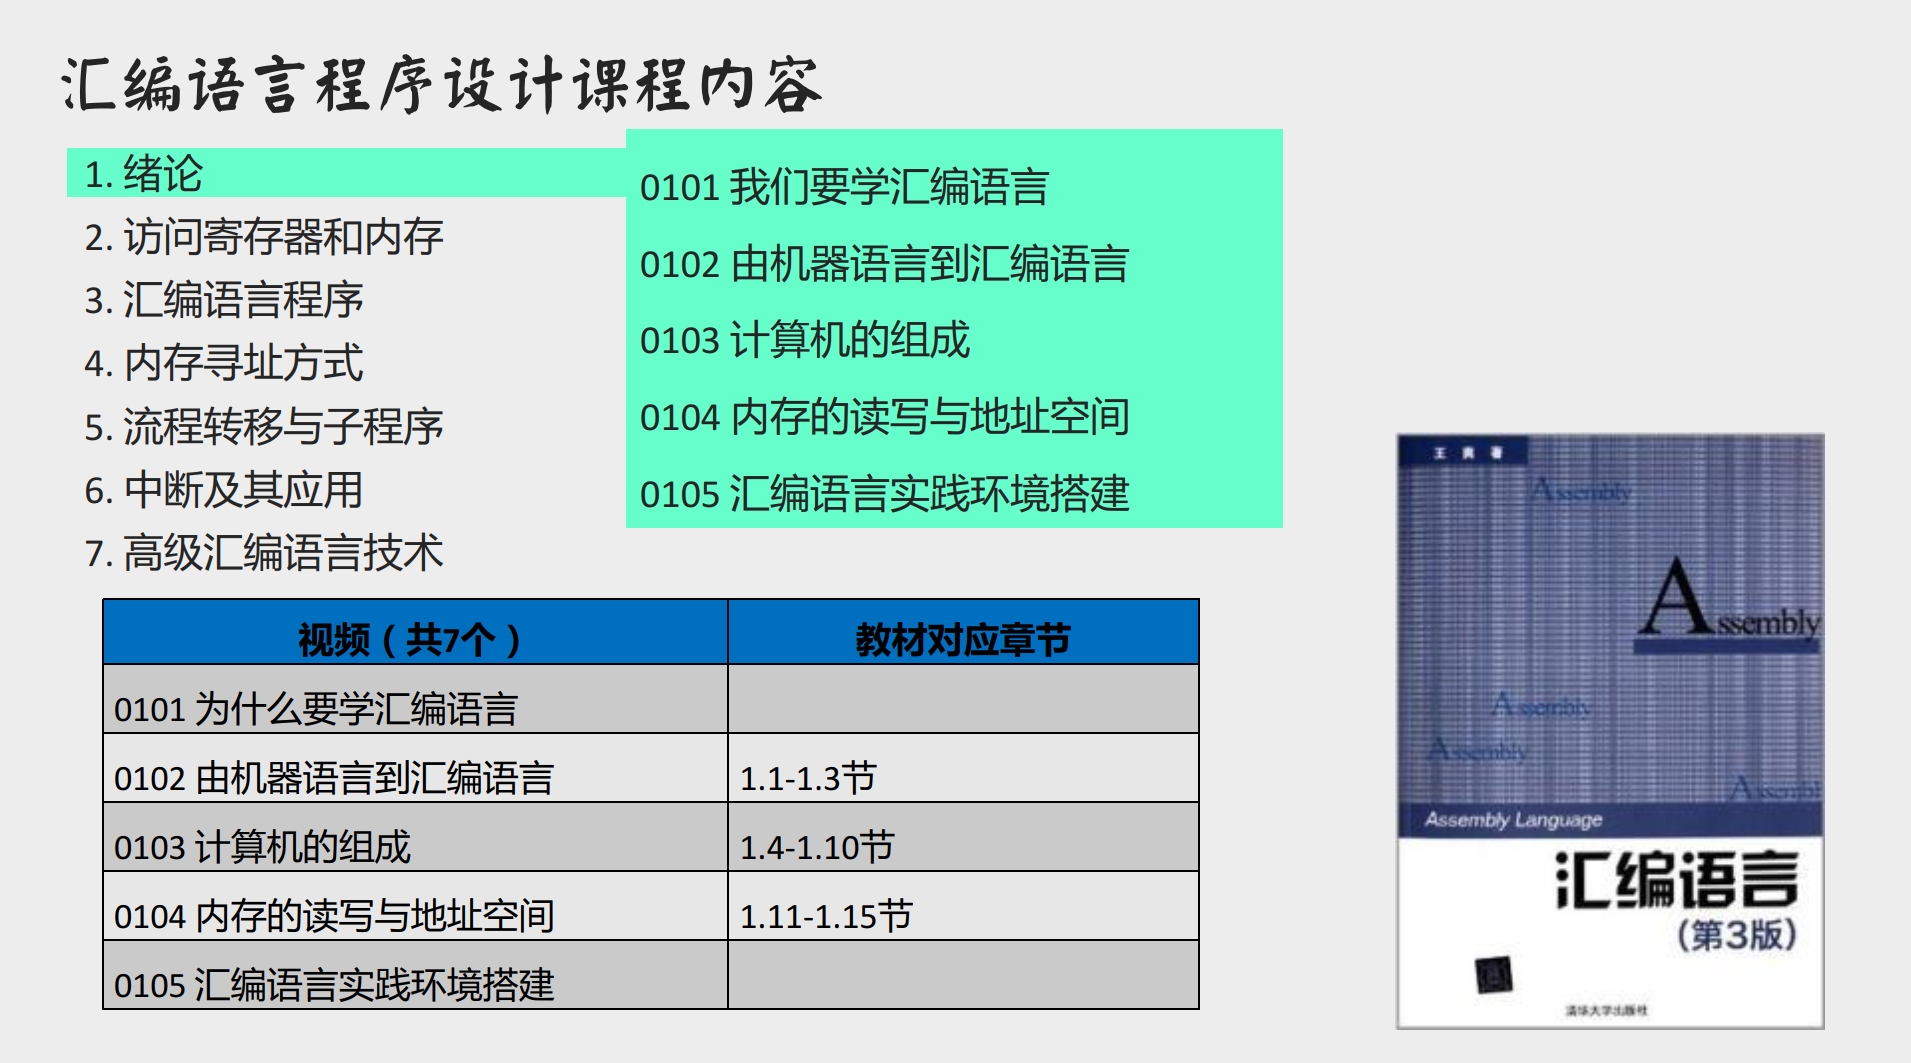 汇编语言程序设计课程内容
1. 绪论
2. 访问寄存器和内存
3. 汇编语言程序
4. 内存寻址方式
5. 流程转移与子程序
6. 中断及其应用
7. 高级汇编语言技术
0101 我们要学汇编语言
0102 由机器语言到汇编语言
0103 计算机的组成
0104 内存的读写与地址空间
0105 汇编语言实践环境搭建
视频（共7个） 教材对应章节
0101 为什么要学汇编语言
0102 由机器语言到汇编语言 1.1-1.3节
0103 计算机的组成 1.4-1.10节
0104 内存的读写与地址空间 1.11-1.15节
0105 汇编语言实践环境搭建
王 爽 著
Assembly
Assembly
Assembly
Assembly
Assembl
Assembly Language
汇编语言
（第3版）
清华大学出版社